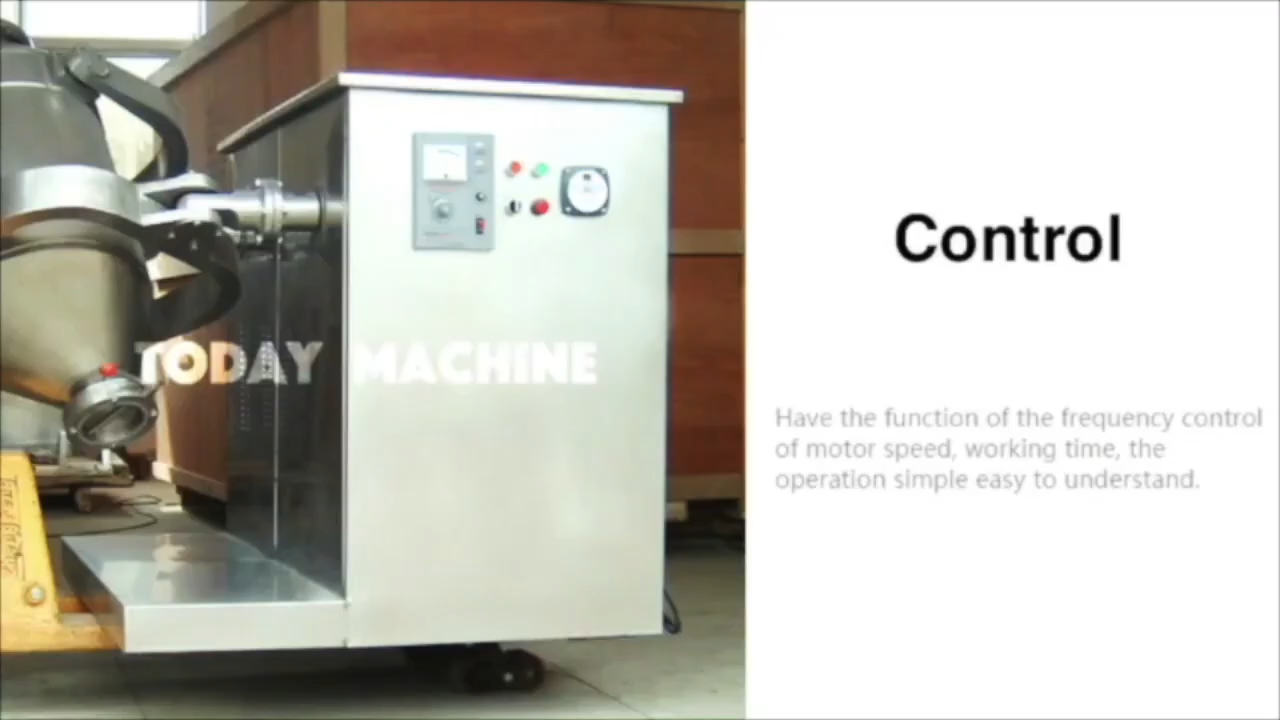 TODAY MACHINE
Control
Have the function of the frequency control
of motor speed, working time, the
operation simple easy to understand.